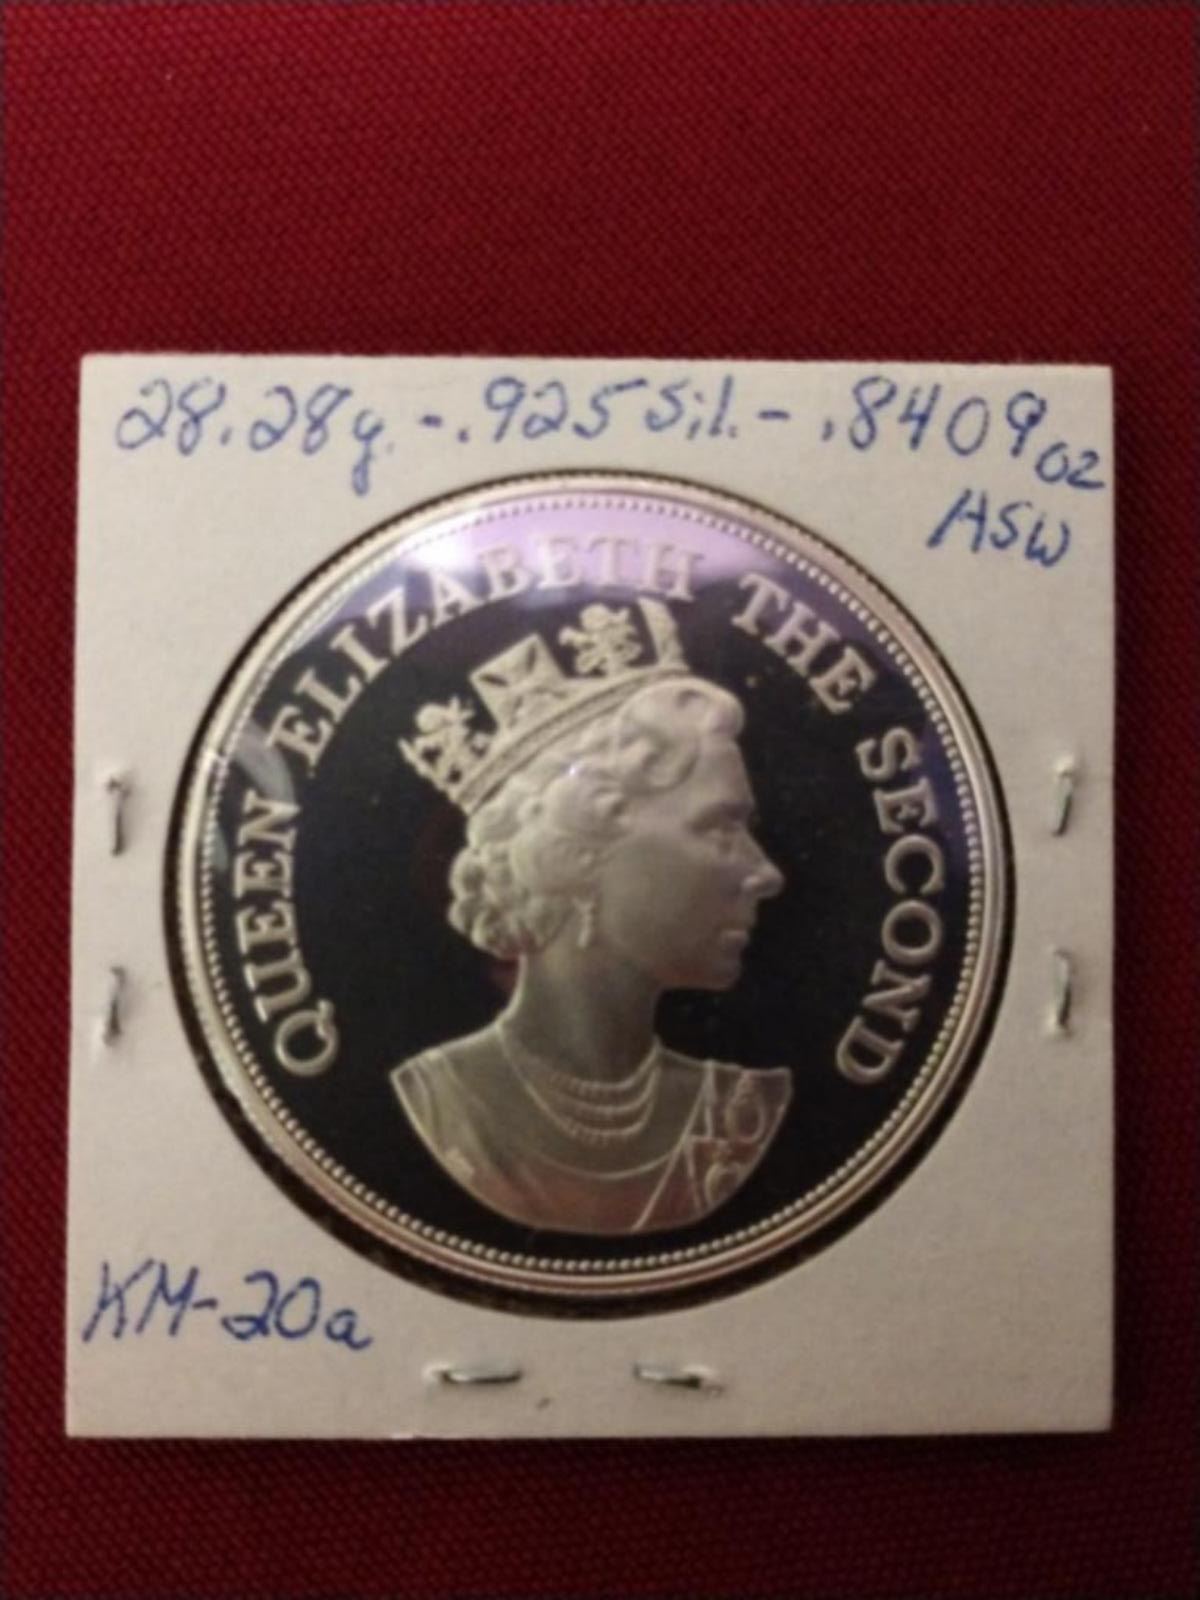 28.28g. - .925 Sil. - .8409 oz
ASW
QUEEN ELIZABETH THE SECOND
KM-20a